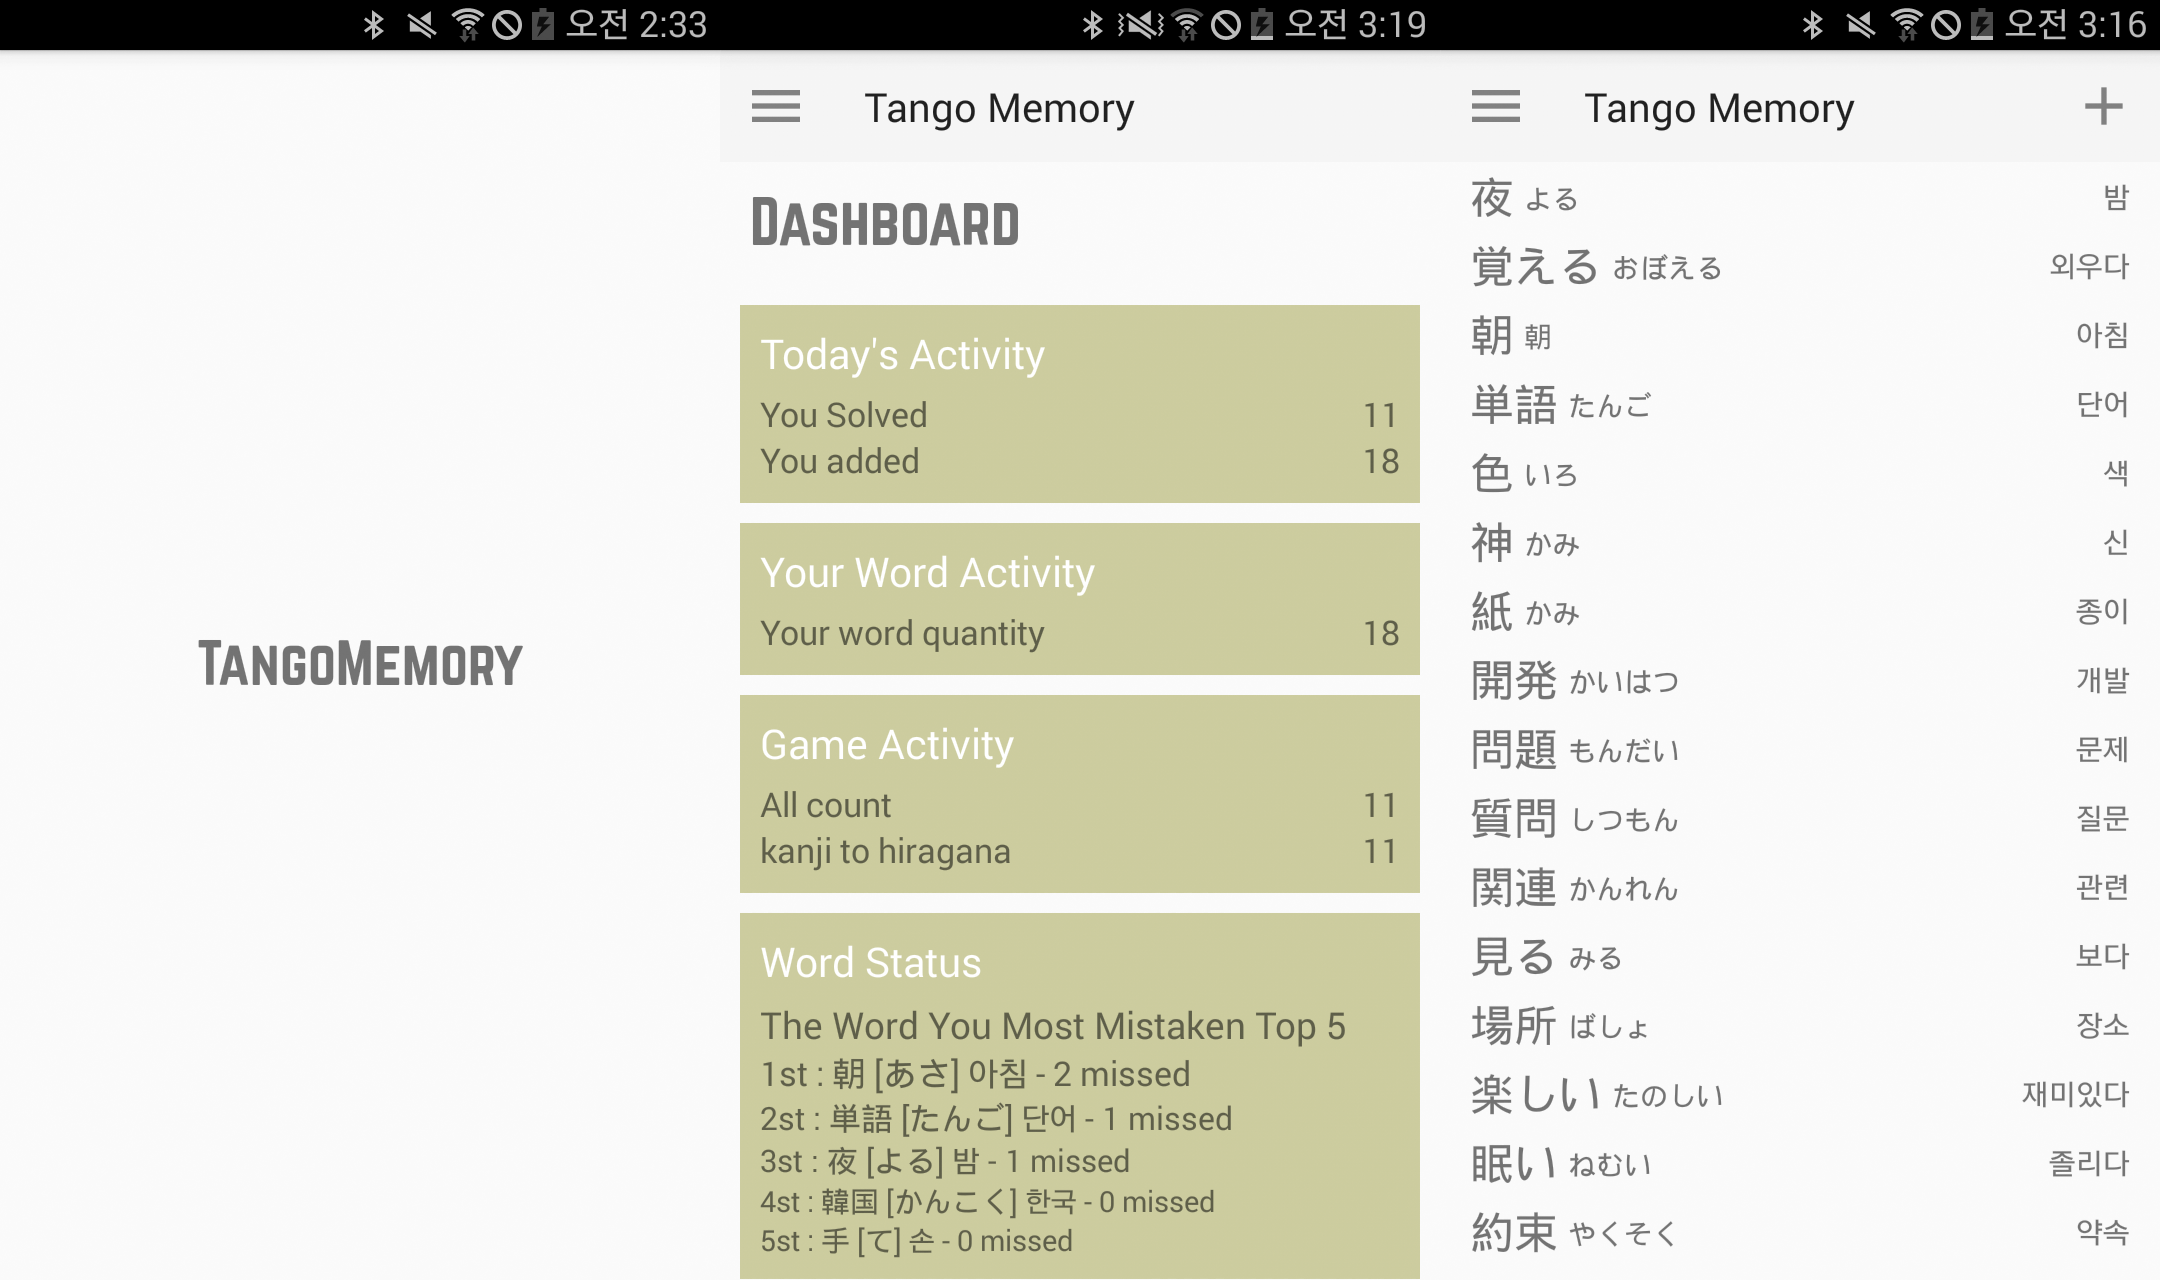 오전 2:33
TangoMemory
오전 3:19
Tango Memory
Dashboard
Today's Activity
You Solved 11
You added 18
Your Word Activity
Your word quantity 18
Game Activity
All count 11
kanji to hiragana 11
Word Status
The Word You Most Mistaken Top 5
1st : 朝 [あさ] 아침 - 2 missed
2st : 単語 [たんご] 단어 - 1 missed
3st : 夜 [よる] 밤 - 1 missed
4st : 韓国 [かんこく] 한국 - 0 missed
5st : 手 [て] 손 - 0 missed
오전 3:16
Tango Memory
夜 よる 밤
覚える おぼえる 외우다
朝 朝 아침
単語 たんご 단어
色 いろ 색
神 かみ 신
紙 かみ 종이
開発 かいはつ 개발
問題 もんだい 문제
質問 しつもん 질문
関連 かんれん 관련
見る みる 보다
場所 ばしょ 장소
楽しい たのしい 재미있다
眠い ねむい 졸리다
約束 やくそく 약속